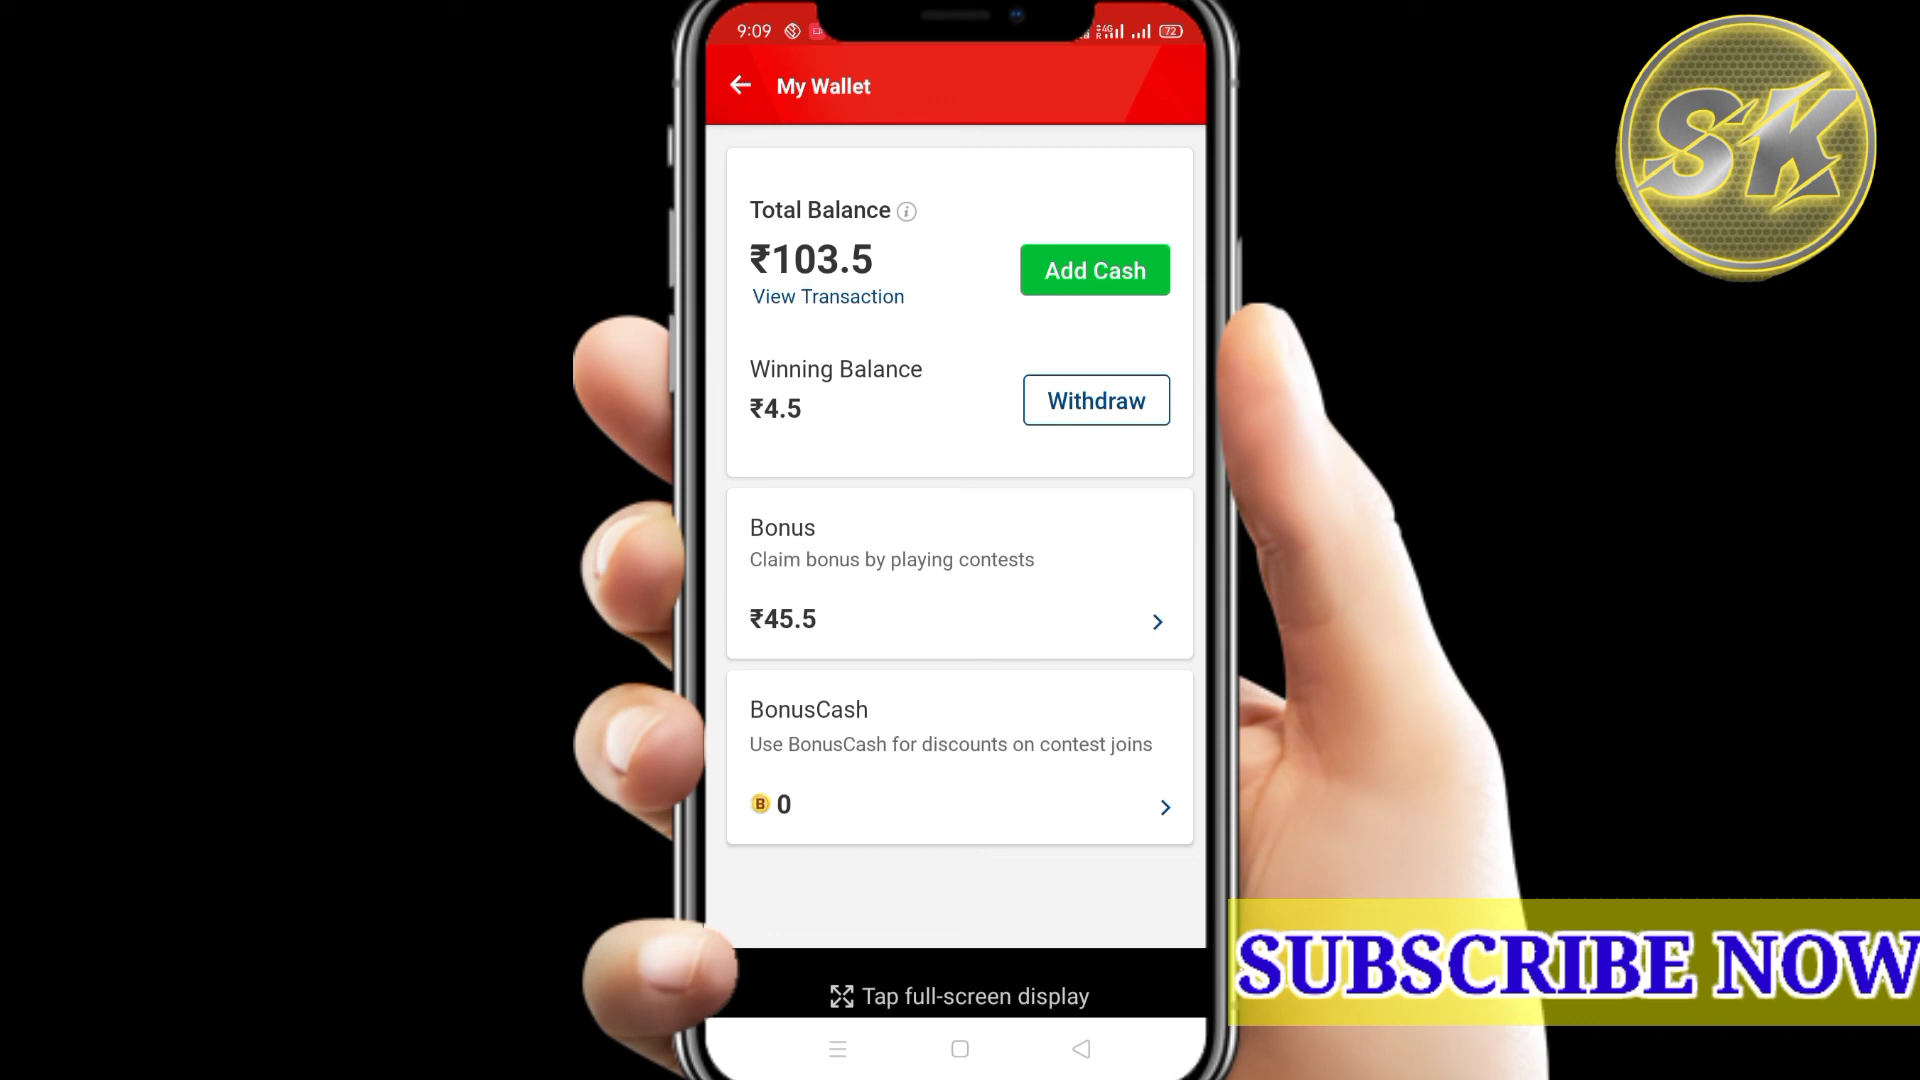 9:09
4G
R
72
My Wallet
SK
Total Balance
₹103.5
Add Cash
View Transaction
Winning Balance
₹4.5
Withdraw
Bonus
Claim bonus by playing contests
₹45.5
BonusCash
Use BonusCash for discounts on contest joins
B 0
SUBSCRIBE NOW
Tap full-screen display